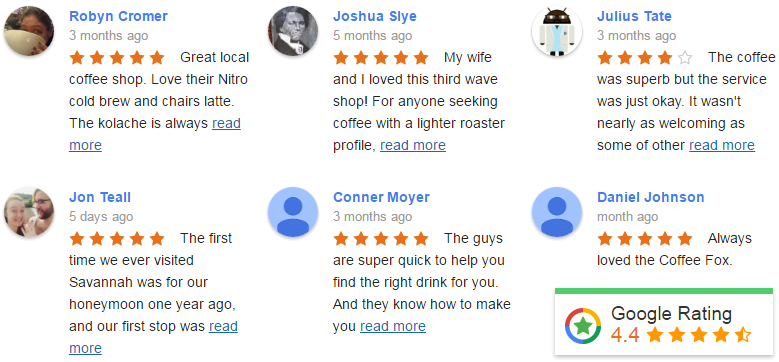 Robyn Cromer
3 months ago
Great local
coffee shop. Love their Nitro
cold brew and chairs latte.
The kolache is always read
more
Joshua Slye
5 months ago
My wife
and I loved this third wave
shop! For anyone seeking
coffee with a lighter roaster
profile, read more
Julius Tate
3 months ago
The coffee
was superb but the service
was just okay. It wasn't
nearly as welcoming as
some of other read more
Jon Teall
5 days ago
The first
time we ever visited
Savannah was for our
honeymoon one year ago,
and our first stop was read
more
Conner Moyer
3 months ago
The guys
are super quick to help you
find the right drink for you.
And they know how to make
you read more
Daniel Johnson
month ago
Always
loved the Coffee Fox.
Google Rating
4.4